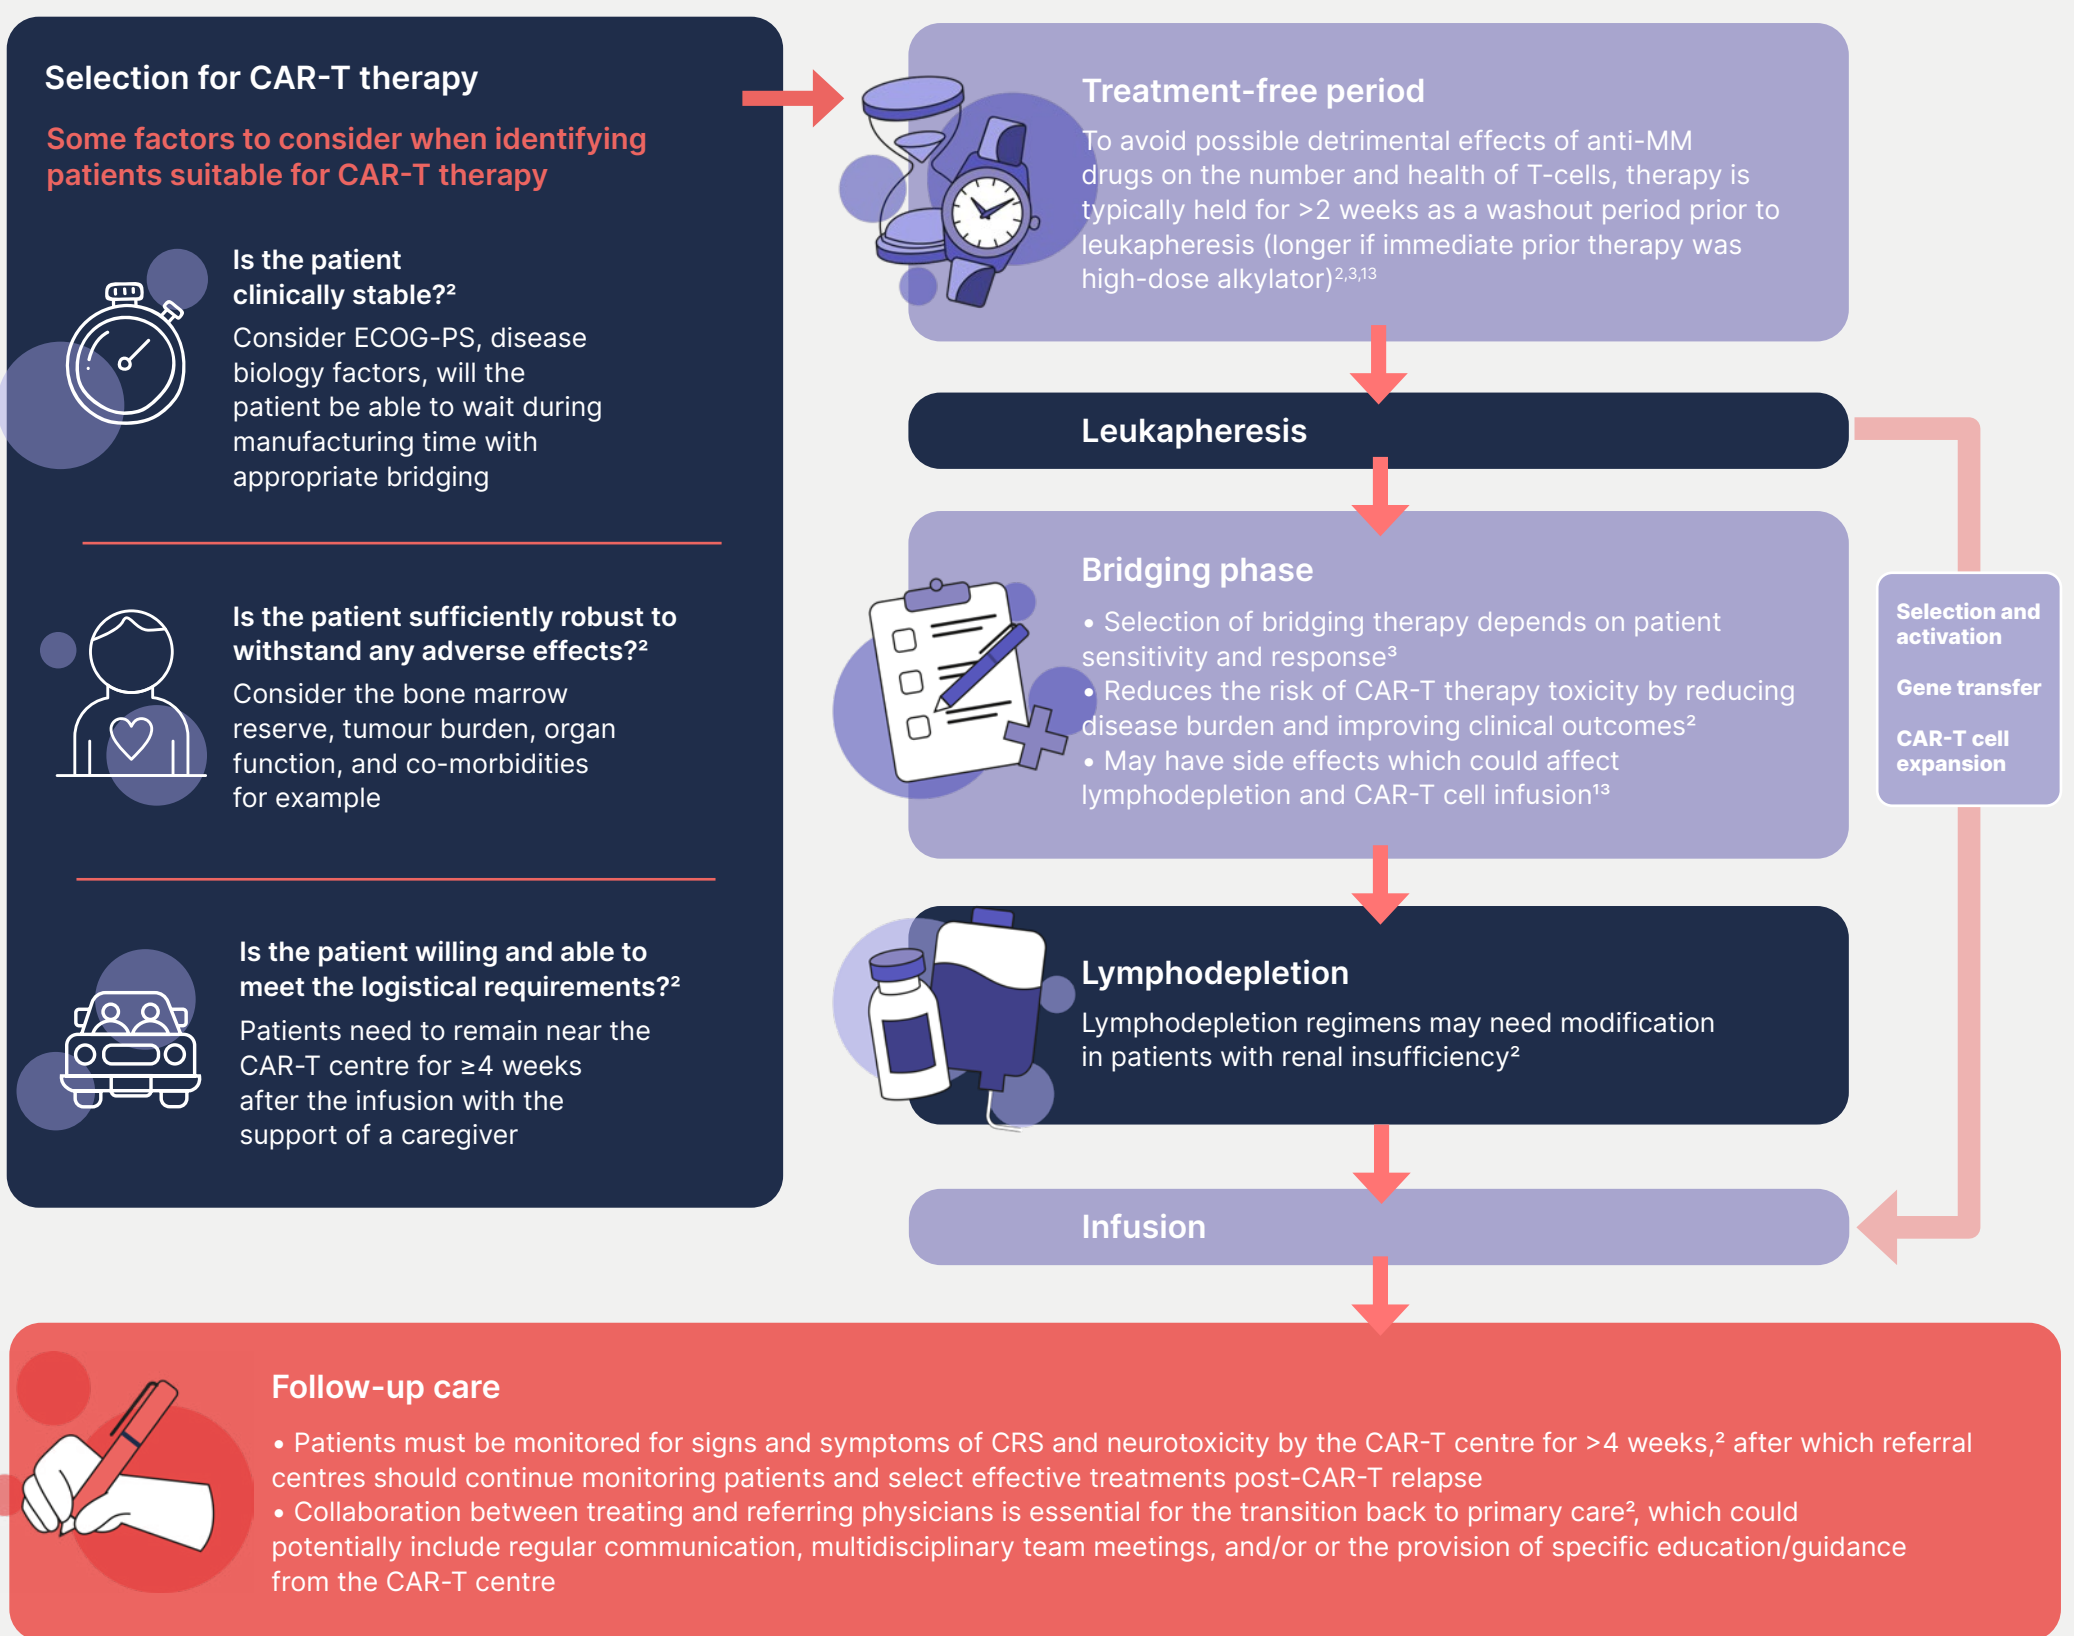 Selection for CAR-T therapy
Some factors to consider when identifying
patients suitable for CAR-T therapy
Is the patient
clinically stable?²
Consider ECOG-PS, disease
biology factors, will the
patient be able to wait during
manufacturing time with
appropriate bridging
Is the patient sufficiently robust to
withstand any adverse effects?²
Consider the bone marrow
reserve, tumour burden, organ
function, and co-morbidities
for example
Is the patient willing and able to
meet the logistical requirements?²
Patients need to remain near the
CAR-T centre for ≥4 weeks
after the infusion with the
support of a caregiver
Treatment-free period
To avoid possible detrimental effects of anti-MM
drugs on the number and health of T-cells, therapy is
typically held for >2 weeks as a washout period prior to
leukapheresis (longer if immediate prior therapy was
high-dose alkylator)²,³,¹³
Leukapheresis
Bridging phase
• Selection of bridging therapy depends on patient
sensitivity and response³
• Reduces the risk of CAR-T therapy toxicity by reducing
disease burden and improving clinical outcomes²
• May have side effects which could affect
lymphodepletion and CAR-T cell infusion¹³
Selection and
activation
Gene transfer
CAR-T cell
expansion
Lymphodepletion
Lymphodepletion regimens may need modification
in patients with renal insufficiency²
Infusion
Follow-up care
• Patients must be monitored for signs and symptoms of CRS and neurotoxicity by the CAR-T centre for >4 weeks,² after which referral
centres should continue monitoring patients and select effective treatments post-CAR-T relapse
• Collaboration between treating and referring physicians is essential for the transition back to primary care², which could
potentially include regular communication, multidisciplinary team meetings, and/or or the provision of specific education/guidance
from the CAR-T centre